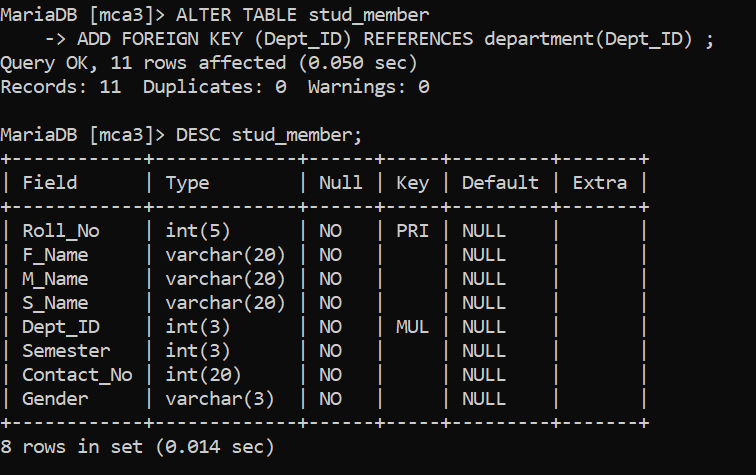 MariaDB [mca3]> ALTER TABLE stud_member
    -> ADD FOREIGN KEY (Dept_ID) REFERENCES department(Dept_ID) ;
Query OK, 11 rows affected (0.050 sec)
Records: 11  Duplicates: 0  Warnings: 0

MariaDB [mca3]> DESC stud_member;
+------------+-------------+------+-----+---------+-------+
| Field      | Type        | Null | Key | Default | Extra |
+------------+-------------+------+-----+---------+-------+
| Roll_No    | int(5)      | NO   | PRI | NULL    |       |
| F_Name     | varchar(20) | NO   |     | NULL    |       |
| M_Name     | varchar(20) | NO   |     | NULL    |       |
| S_Name     | varchar(20) | NO   |     | NULL    |       |
| Dept_ID    | int(3)      | NO   | MUL | NULL    |       |
| Semester   | int(3)      | NO   |     | NULL    |       |
| Contact_No | int(20)     | NO   |     | NULL    |       |
| Gender     | varchar(3)  | NO   |     | NULL    |       |
+------------+-------------+------+-----+---------+-------+
8 rows in set (0.014 sec)